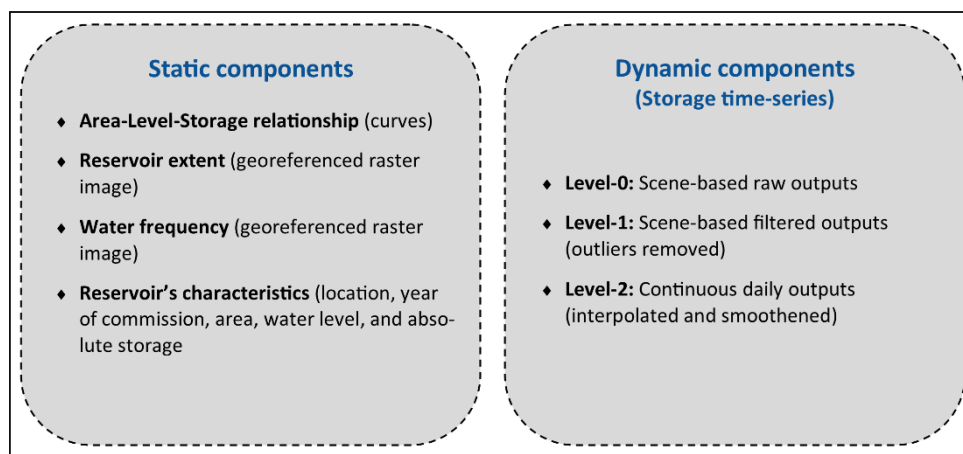 Static components
♦ Area-Level-Storage relationship (curves)
♦ Reservoir extent (georeferenced raster
image)
♦ Water frequency (georeferenced raster
image)
♦ Reservoir's characteristics (location, year
of commission, area, water level, and abso-
lute storage
Dynamic components
(Storage time-series)
♦ Level-0: Scene-based raw outputs
♦ Level-1: Scene-based filtered outputs
(outliers removed)
♦ Level-2: Continuous daily outputs
(interpolated and smoothened)